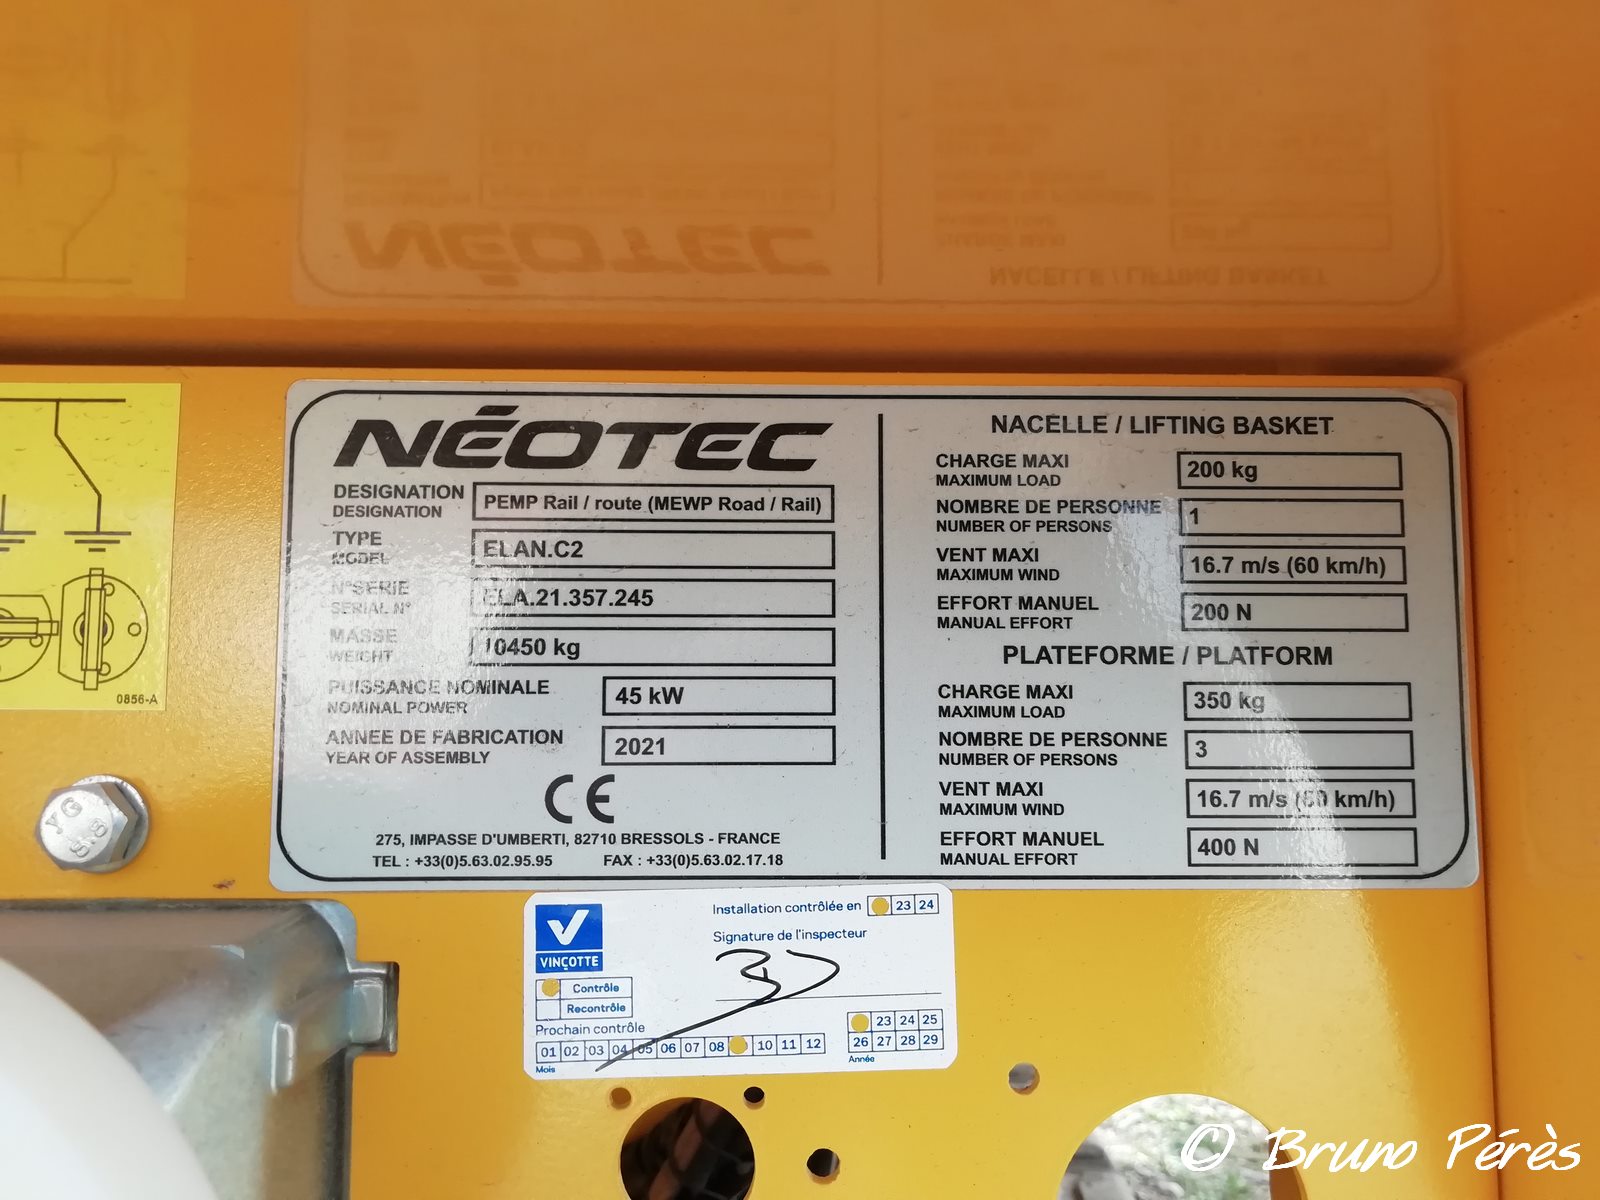 NÉOTEC
DESIGNATION
DESIGNATION
PEMP Rail / route (MEWP Road / Rail)
TYPE
MODEL
ELAN.C2
N°SERIE
SERIAL N°
ELA.21.357.245
MASSE
WEIGHT
10450 kg
PUISSANCE NOMINALE
NOMINAL POWER
45 kW
ANNEE DE FABRICATION
YEAR OF ASSEMBLY
2021
CE
275, IMPASSE D'UMBERTI, 82710 BRESSOLS - FRANCE
TEL : +33(0)5.63.02.95.95 FAX : +33(0)5.63.02.17.18
NACELLE / LIFTING BASKET
CHARGE MAXI
MAXIMUM LOAD
200 kg
NOMBRE DE PERSONNE
NUMBER OF PERSONS
1
VENT MAXI
MAXIMUM WIND
16.7 m/s (60 km/h)
EFFORT MANUEL
MANUAL EFFORT
200 N
PLATEFORME / PLATFORM
CHARGE MAXI
MAXIMUM LOAD
350 kg
NOMBRE DE PERSONNE
NUMBER OF PERSONS
3
VENT MAXI
MAXIMUM WIND
16.7 m/s (60 km/h)
EFFORT MANUEL
MANUAL EFFORT
400 N
0856-A
YG 8.8
VINÇOTTE
Installation contrôlée en 23 24
Signature de l'inspecteur
Contrôle
Recontrôle
Prochain contrôle
01 02 03 04 05 06 07 08 10 11 12
Mois
23 24 25
26 27 28 29
Année
© Bruno Pérès